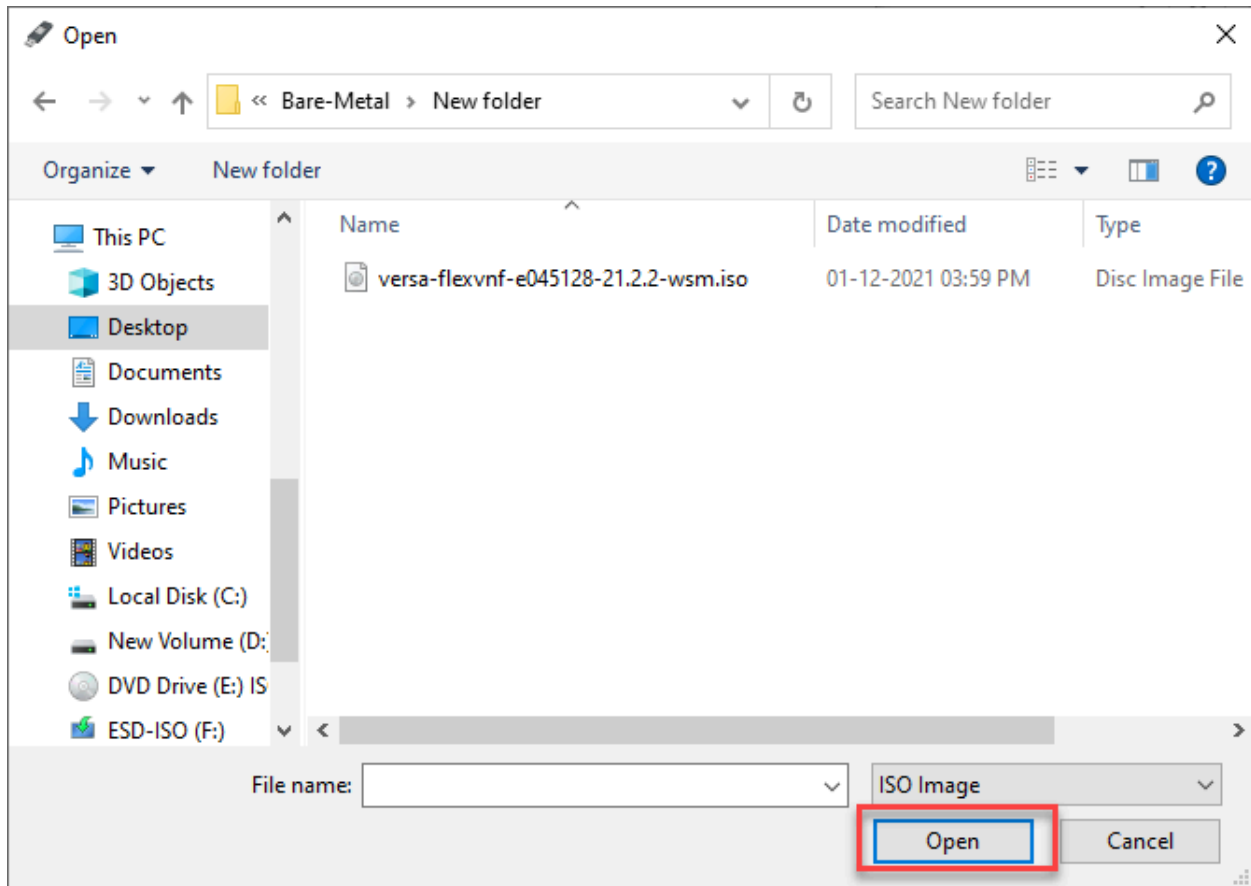 Open
« Bare-Metal > New folder
Search New folder
Organize
New folder
?
Name
Date modified
Type
This PC
3D Objects
Desktop
Documents
Downloads
Music
Pictures
Videos
Local Disk (C:)
New Volume (D:)
DVD Drive (E:) IS
ESD-ISO (F:)
versa-flexvnf-e045128-21.2.2-wsm.iso
01-12-2021 03:59 PM
Disc Image File
File name:
ISO Image
Open
Cancel